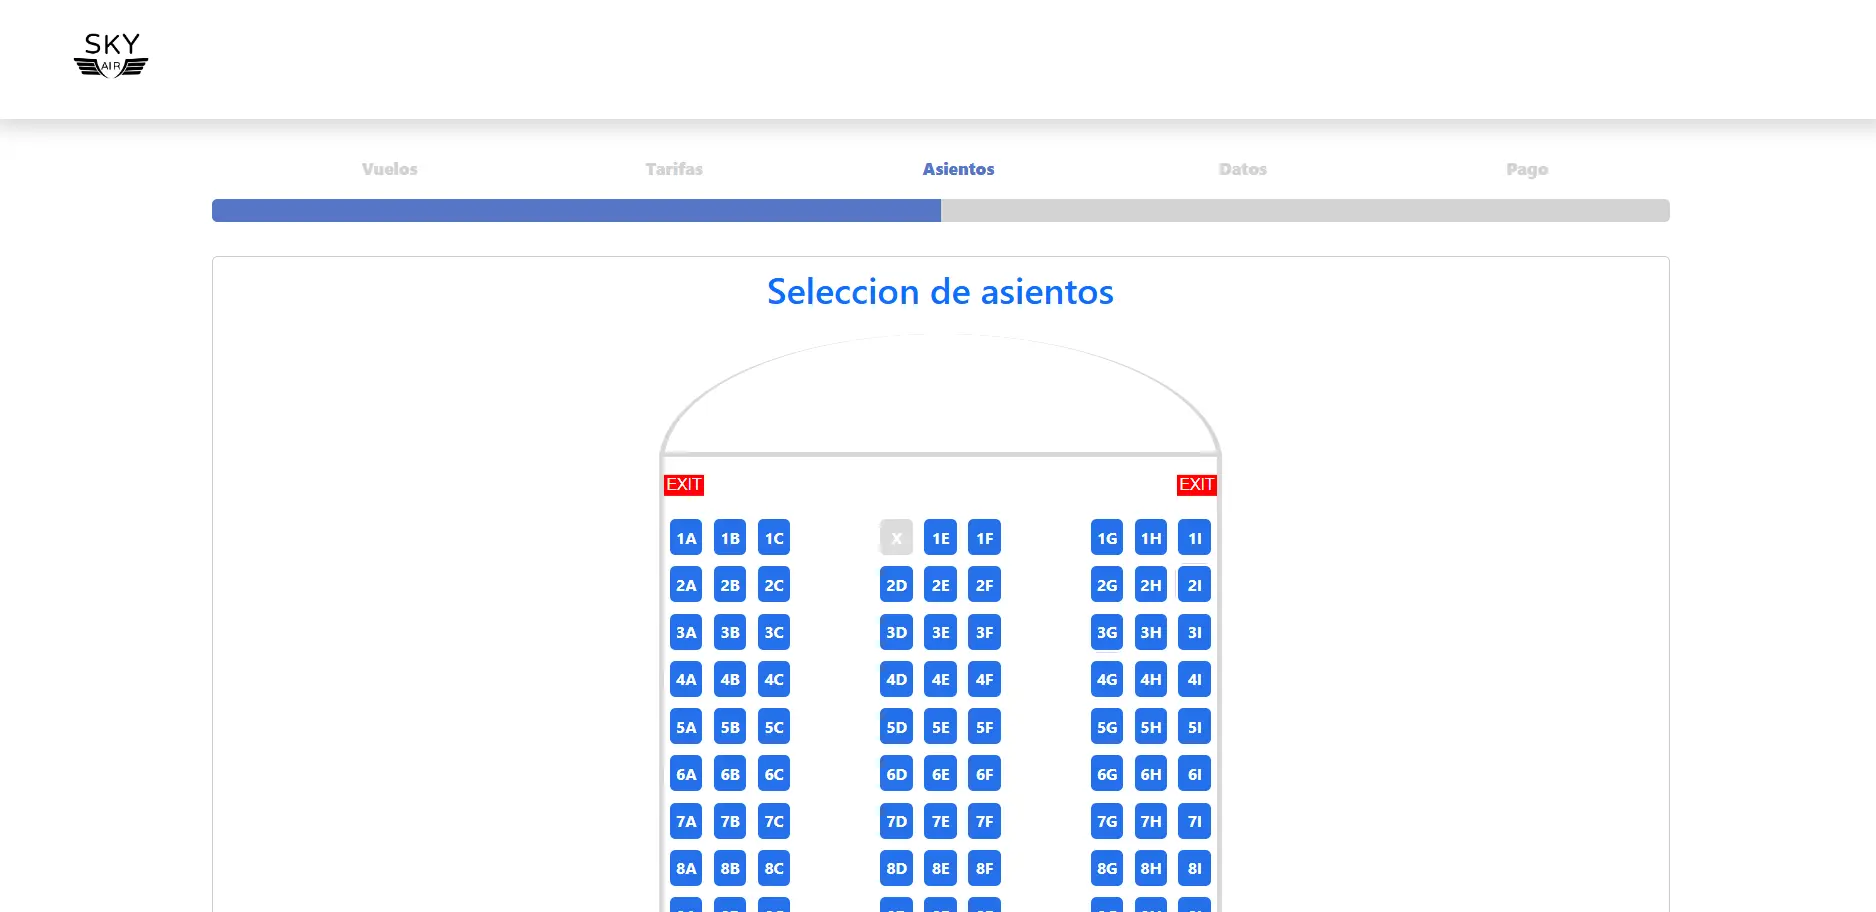 SKY
AIR
Vuelos Tarifas Asientos Datos Pago
Seleccion de asientos
EXIT EXIT
1A 1B 1C X 1E 1F 1G 1H 1I
2A 2B 2C 2D 2E 2F 2G 2H 2I
3A 3B 3C 3D 3E 3F 3G 3H 3I
4A 4B 4C 4D 4E 4F 4G 4H 4I
5A 5B 5C 5D 5E 5F 5G 5H 5I
6A 6B 6C 6D 6E 6F 6G 6H 6I
7A 7B 7C 7D 7E 7F 7G 7H 7I
8A 8B 8C 8D 8E 8F 8G 8H 8I